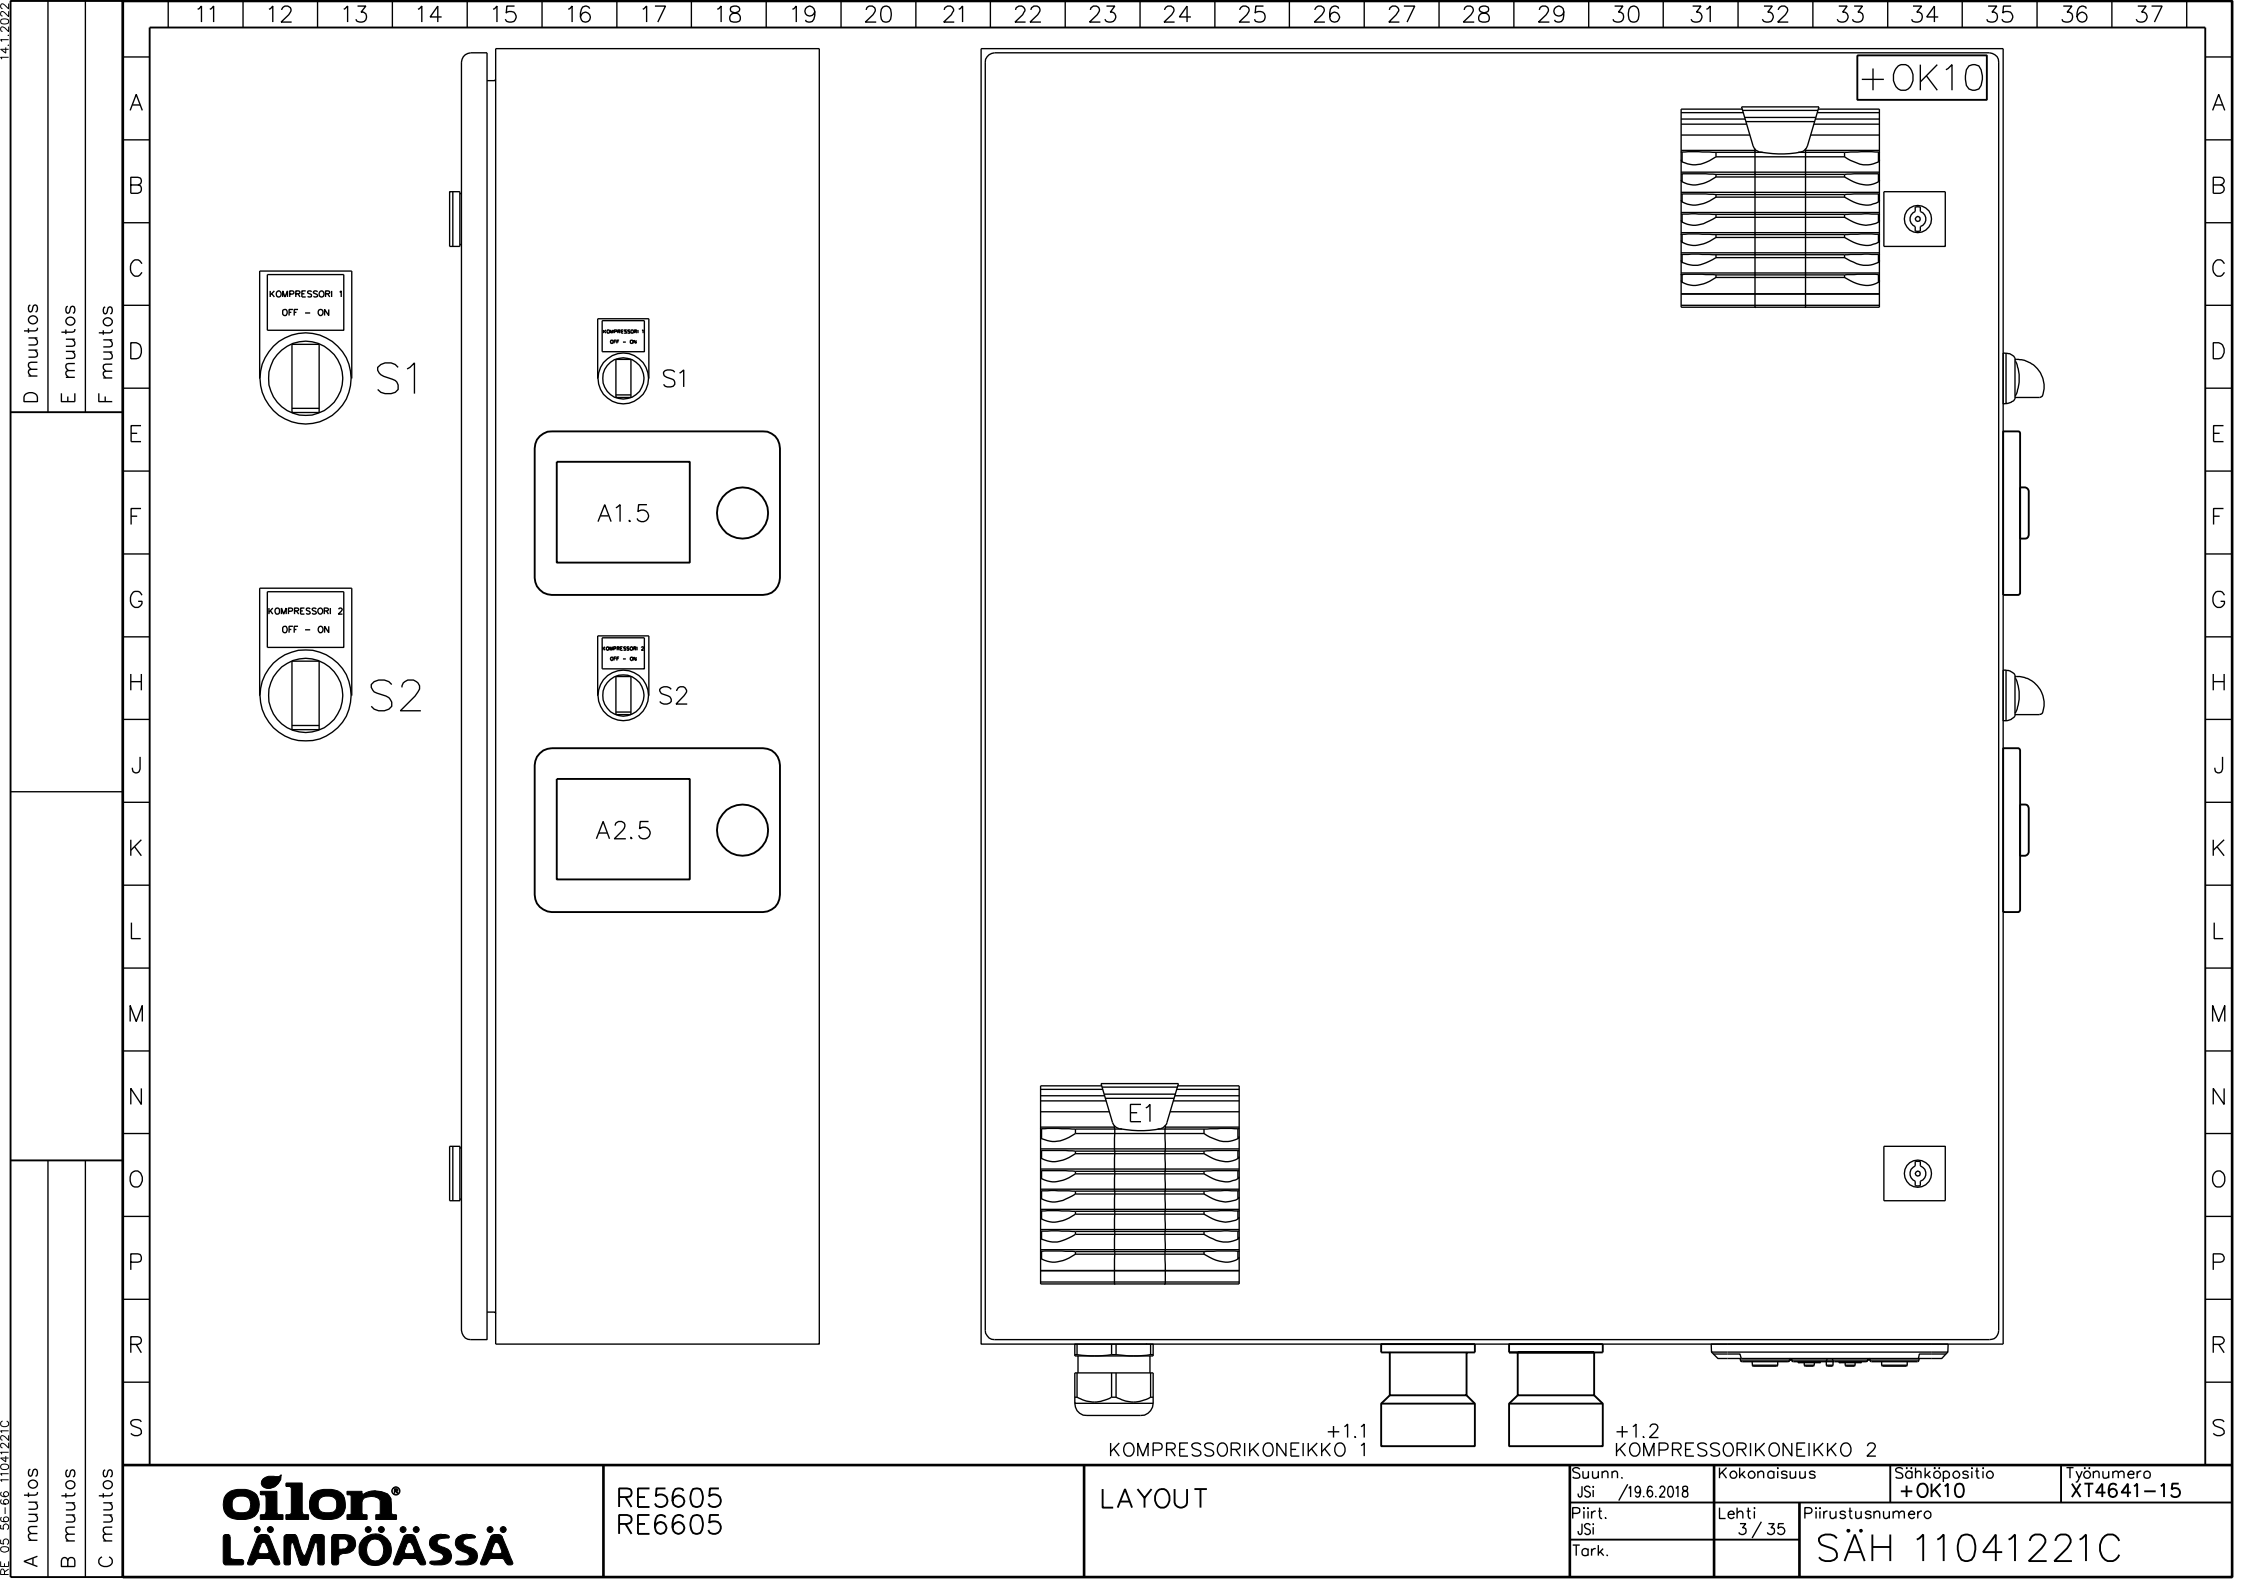 11 12 13 14 15 16 17 18 19 20 21 22 23 24 25 26 27 28 29 30 31 32 33 34 35 36 37
14.1.2022
+OK10
A A
B B
C C
KOMPRESSORI 1
OFF - ON
S1
KOMPRESSORI 1
OFF - ON
S1
D D
D muutos
E muutos
F muutos
E E
A1.5
F F
G G
KOMPRESSORI 2
OFF - ON
S2
KOMPRESSORI 2
OFF - ON
S2
H H
J J
A2.5
K K
L L
M M
N N
E1
O O
P P
R R
S S
+1.1
KOMPRESSORIKONEIKKO 1
+1.2
KOMPRESSORIKONEIKKO 2
A muutos
B muutos
C muutos
RE 05 56-66 11041221C
oilon®
LÄMPÖÄSSÄ
RE5605
RE6605
LAYOUT
Suunn.
JSi /19.6.2018
Piirt.
JSi
Tark.
Kokonaisuus
Lehti
3/35
Sähköpositio
+OK10
Työnumero
XT4641-15
Piirustusnumero
SÄH 11041221C